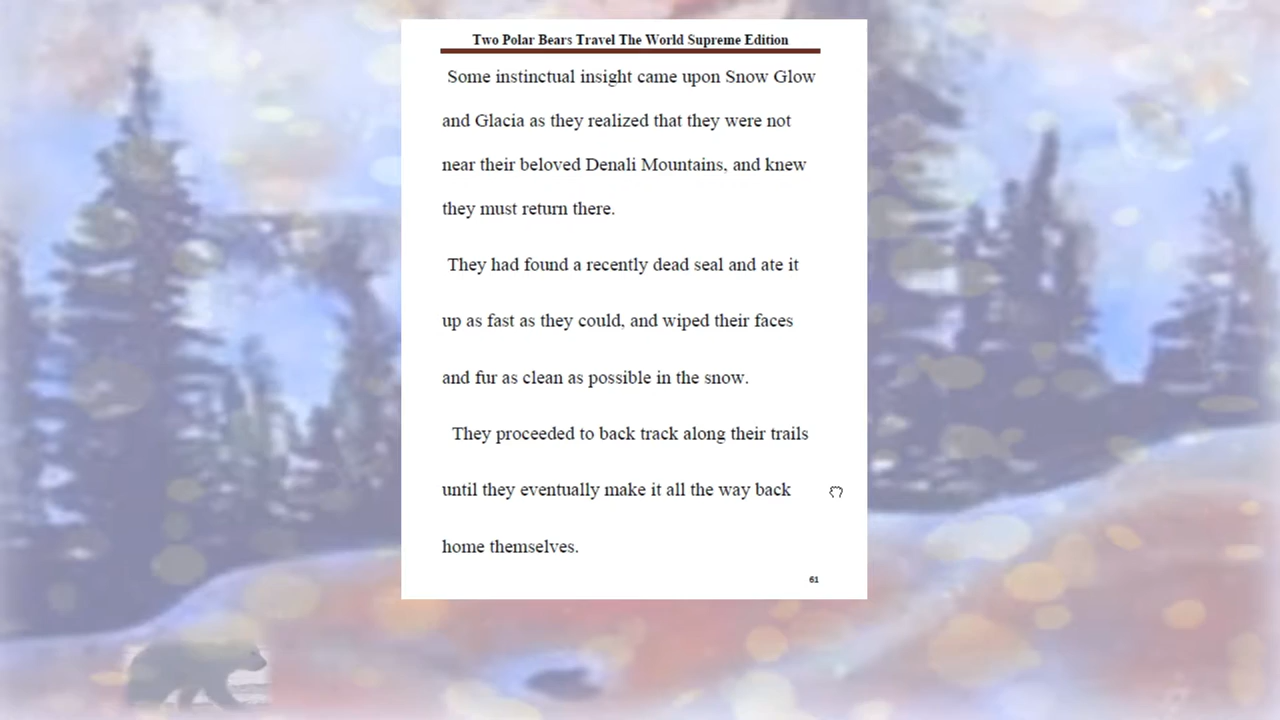 Two Polar Bears Travel The World Supreme Edition
Some instinctual insight came upon Snow Glow
and Glacia as they realized that they were not
near their beloved Denali Mountains, and knew
they must return there.
They had found a recently dead seal and ate it
up as fast as they could, and wiped their faces
and fur as clean as possible in the snow.
They proceeded to back track along their trails
until they eventually make it all the way back
home themselves.
61